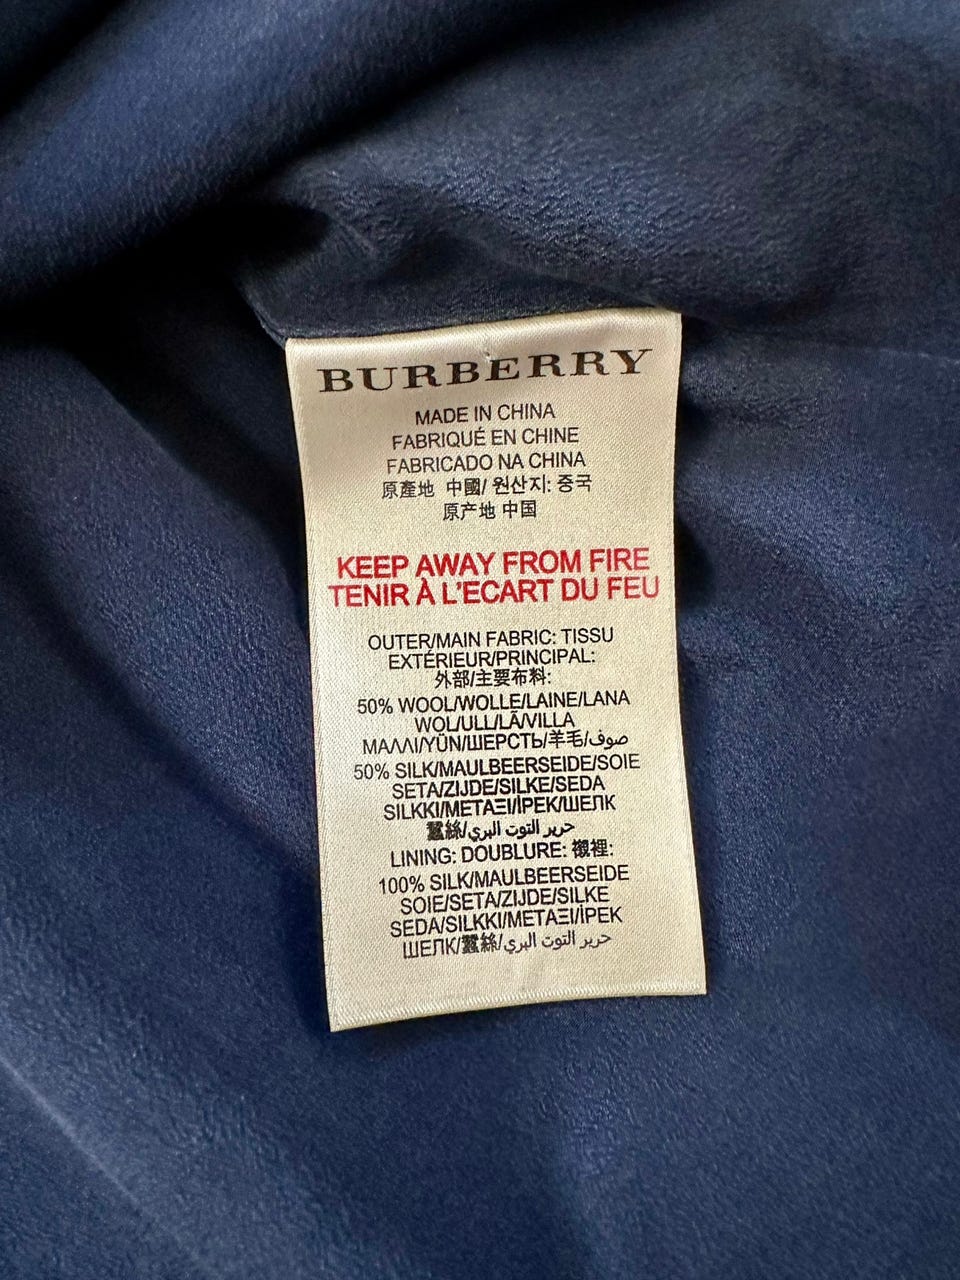 BURBERRY
MADE IN CHINA
FABRIQUÉ EN CHINE
FABRICADO NA CHINA
原產地 中國/ 원산지: 중국
原产地 中国
KEEP AWAY FROM FIRE
TENIR À L'ECART DU FEU
OUTER/MAIN FABRIC: TISSU
EXTÉRIEUR/PRINCIPAL:
外部/主要布料:
50% WOOL/WOLLE/LAINE/LANA
WOL/ULL/LÃ/VILLA
ΜΑΛΛΙ/YÜN/ШЕРСТЬ/羊毛/صوف
50% SILK/MAULBEERSEIDE/SOIE
SETA/ZIJDE/SILKE/SEDA
SILKKI/ΜΕΤΑΞΙ/İPEK/ШЕЛК
蠶絲/حرير التوت البري
LINING: DOUBLURE: 襯裡:
100% SILK/MAULBEERSEIDE
SOIE/SETA/ZIJDE/SILKE
SEDA/SILKKI/ΜΕΤΑΞΙ/İPEK
ШЕЛК/蠶絲/حرير التوت البري